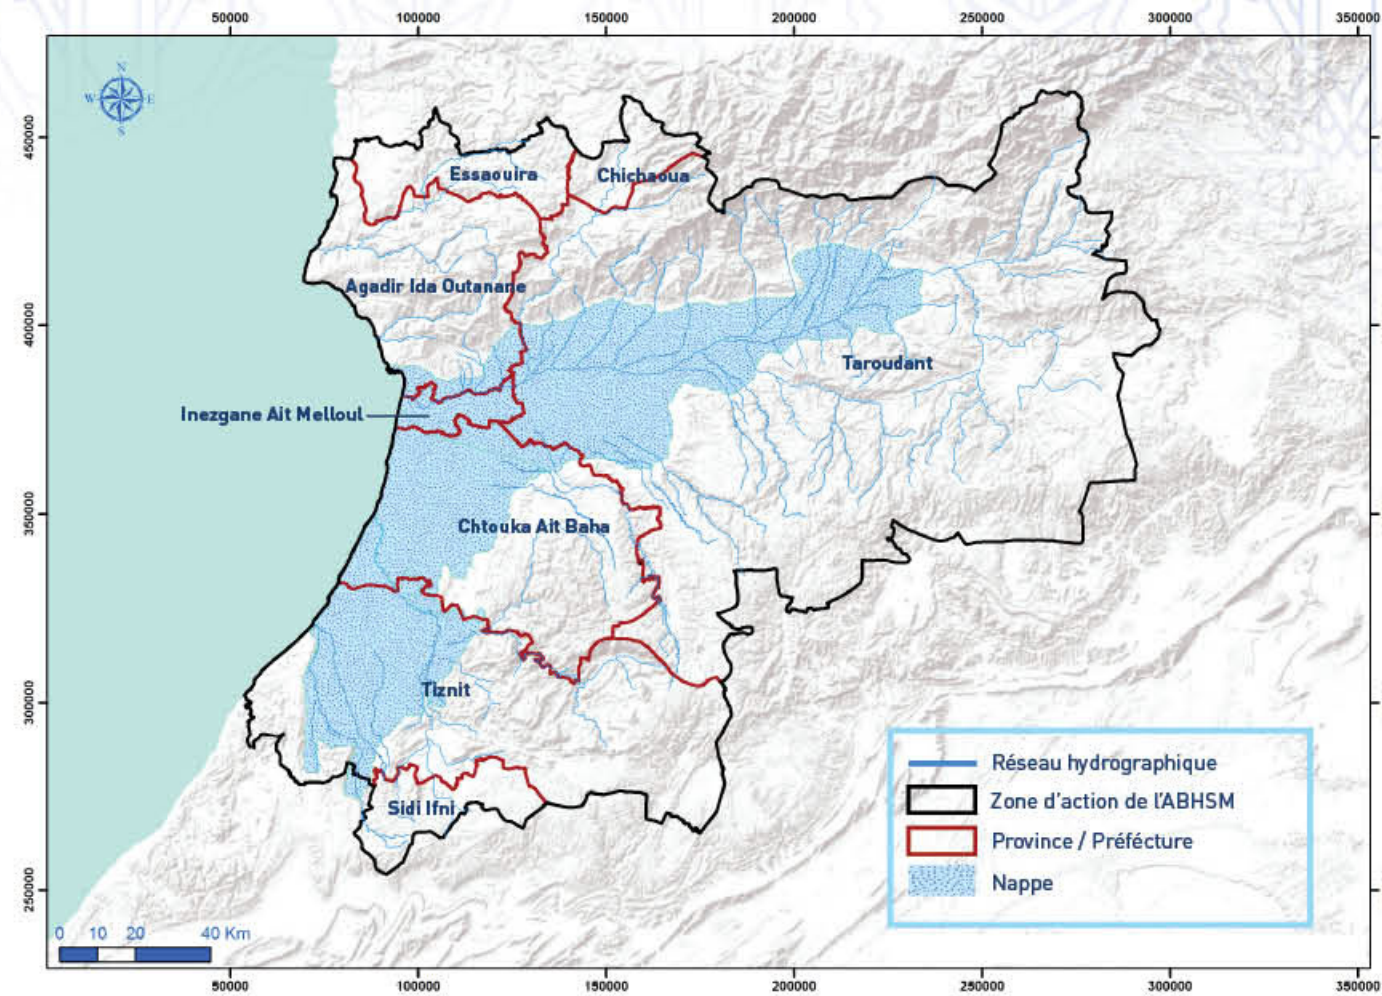 50000 100000 150000 200000 250000 300000 350000
N
W E
S
450000
400000
350000
300000
250000
Essaouira
Chichaoua
Agadir Ida Outanane
Taroudant
Inezgane Ait Melloul
Chtouka Ait Baha
Tiznit
Sidi Ifni
Réseau hydrographique
Zone d'action de l'ABHSM
Province / Préfécture
Nappe
0 10 20 40 Km
50000 100000 150000 200000 250000 300000 350000